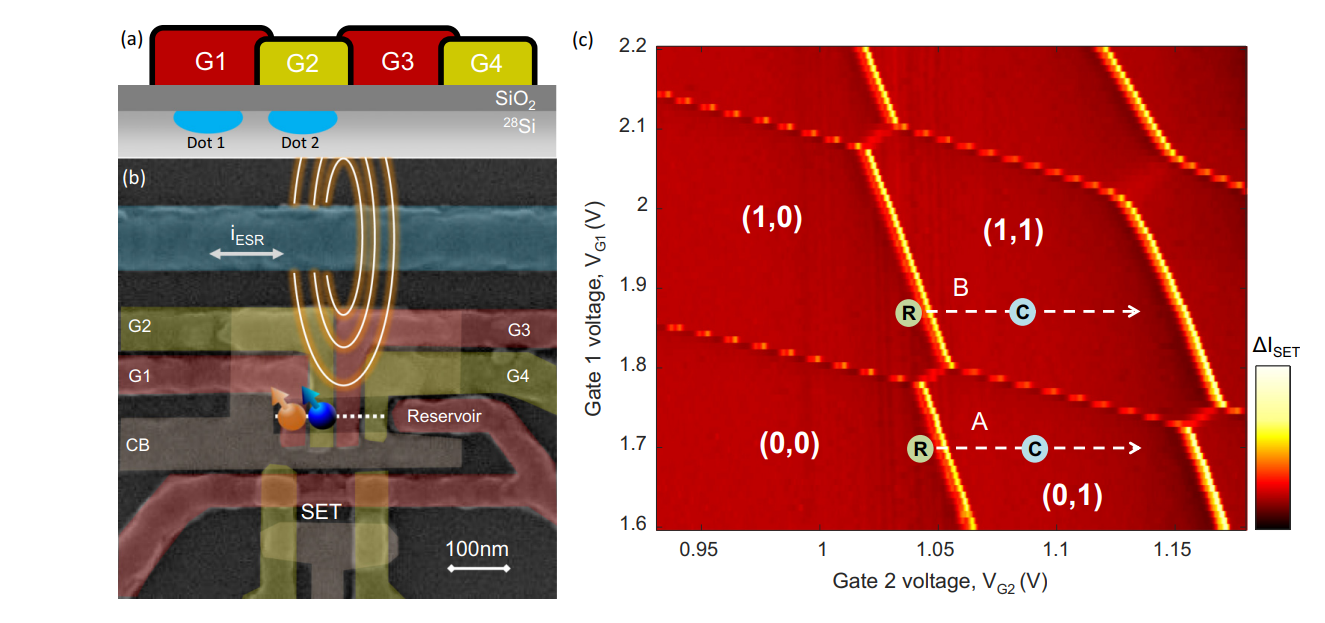 (a)
G1 G2 G3 G4
SiO2
28Si
Dot 1 Dot 2
(b)
iESR
G2 G3
G1 G4
Reservoir
CB
SET
100nm
(c)
2.2
2.1
2
1.9
1.8
1.7
1.6
Gate 1 voltage, VG1 (V)
(1,0) (1,1)
B
R C
A
R C
(0,0)
(0,1)
0.95 1 1.05 1.1 1.15
Gate 2 voltage, VG2 (V)
ΔISET